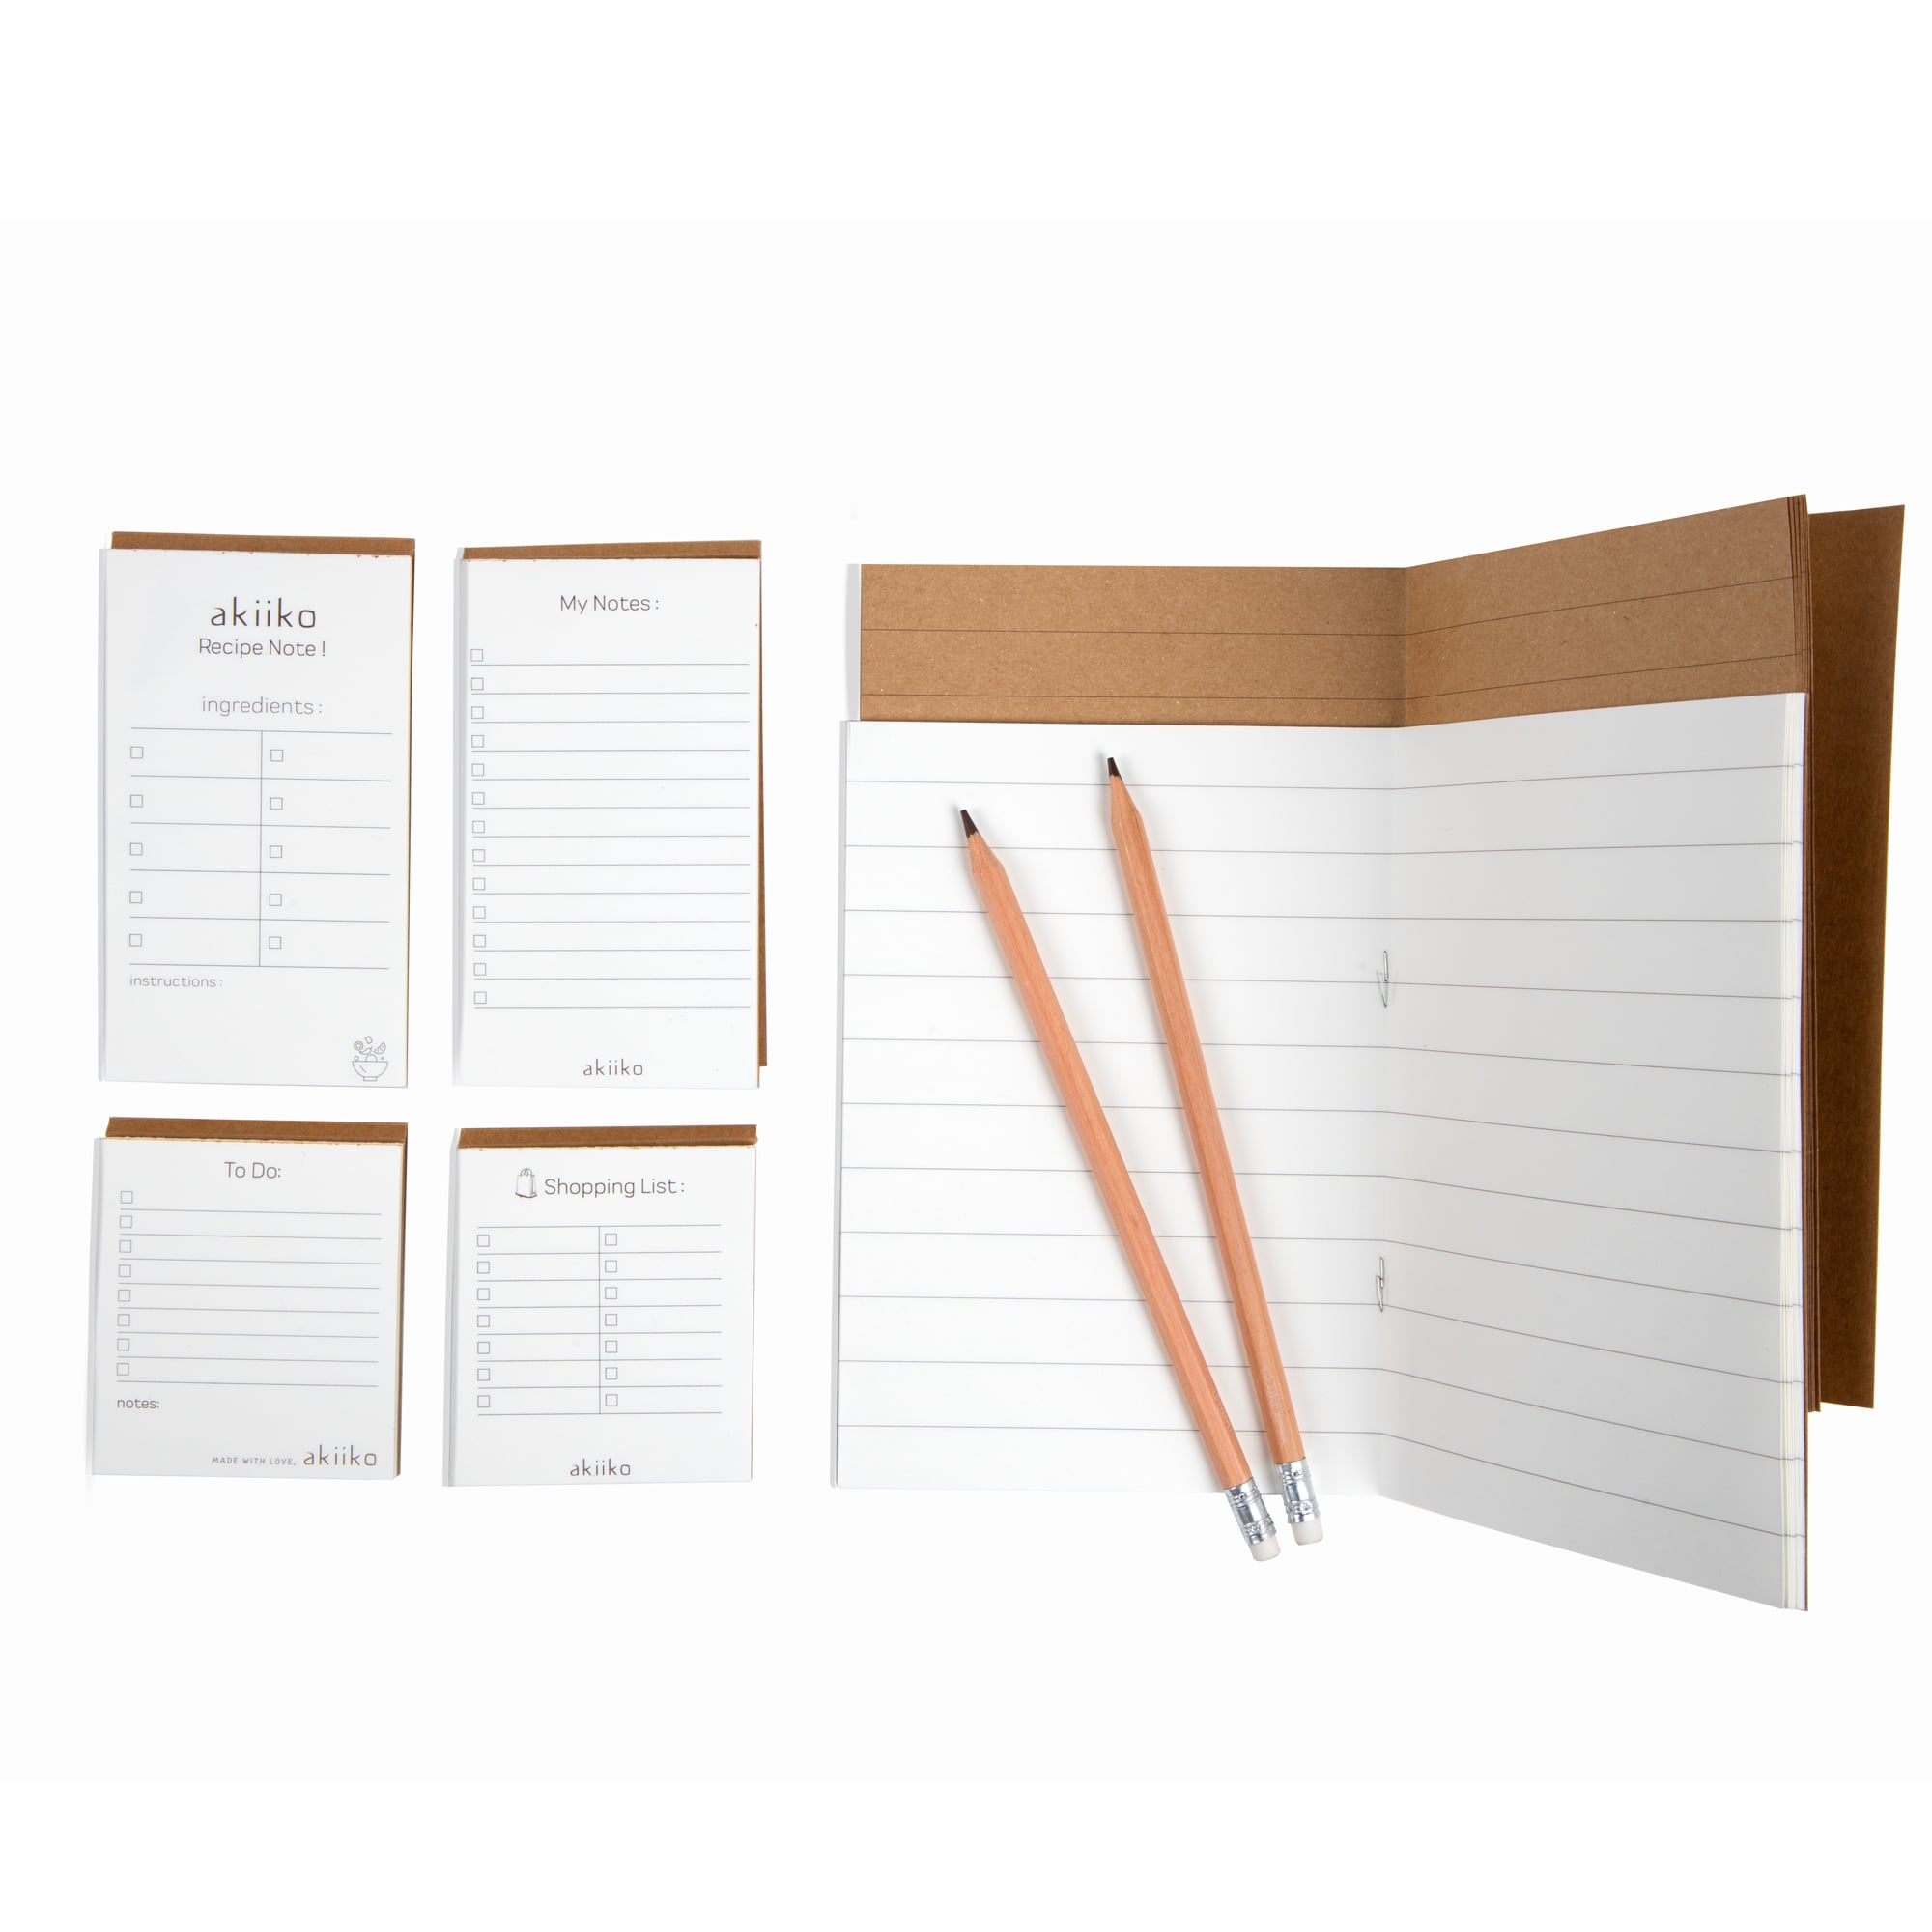 akiiko
Recipe Note !
ingredients :
instructions :
My Notes :
akiiko
To Do:
notes:
MADE WITH LOVE, akiiko
Shopping List :
akiiko